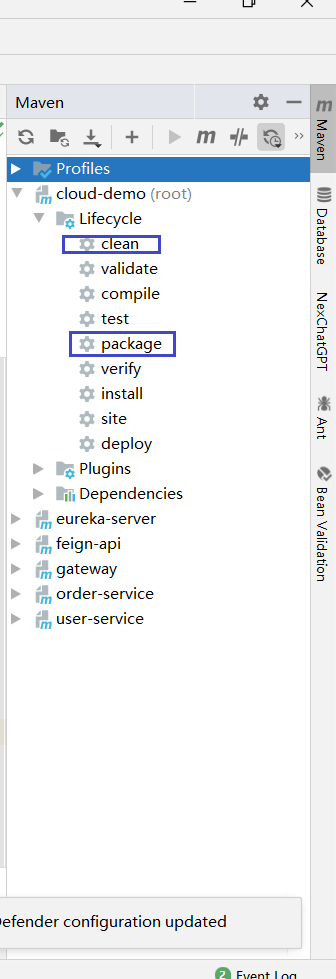 Maven
Profiles
cloud-demo (root)
Lifecycle
clean
validate
compile
test
package
verify
install
site
deploy
Plugins
Dependencies
eureka-server
feign-api
gateway
order-service
user-service
Maven
Database
NexChatGPT
Ant
Bean Validation
Defender configuration updated
2 Event Log